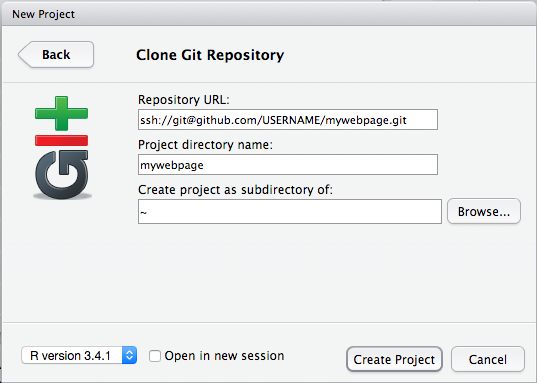 New Project
Back
Clone Git Repository
Repository URL:
ssh://git@github.com/USERNAME/mywebpage.git
Project directory name:
mywebpage
Create project as subdirectory of:
~
Browse...
R version 3.4.1
Open in new session
Create Project
Cancel